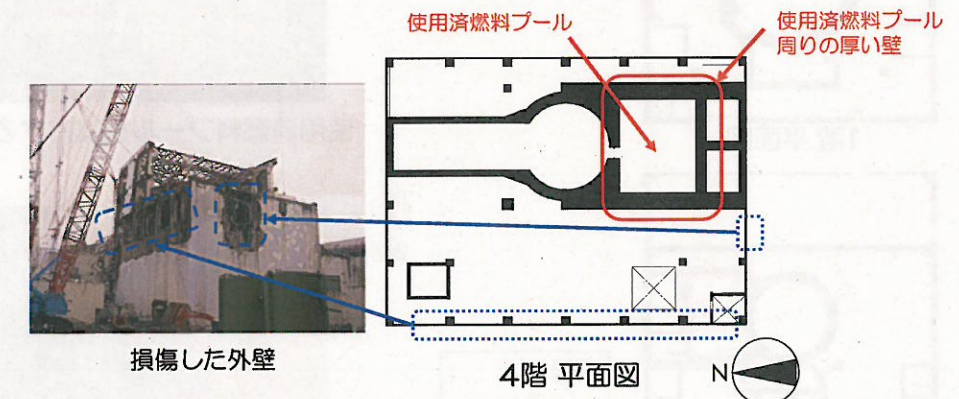 使用済燃料プール
使用済燃料プール
周りの厚い壁
損傷した外壁
4階 平面図
N